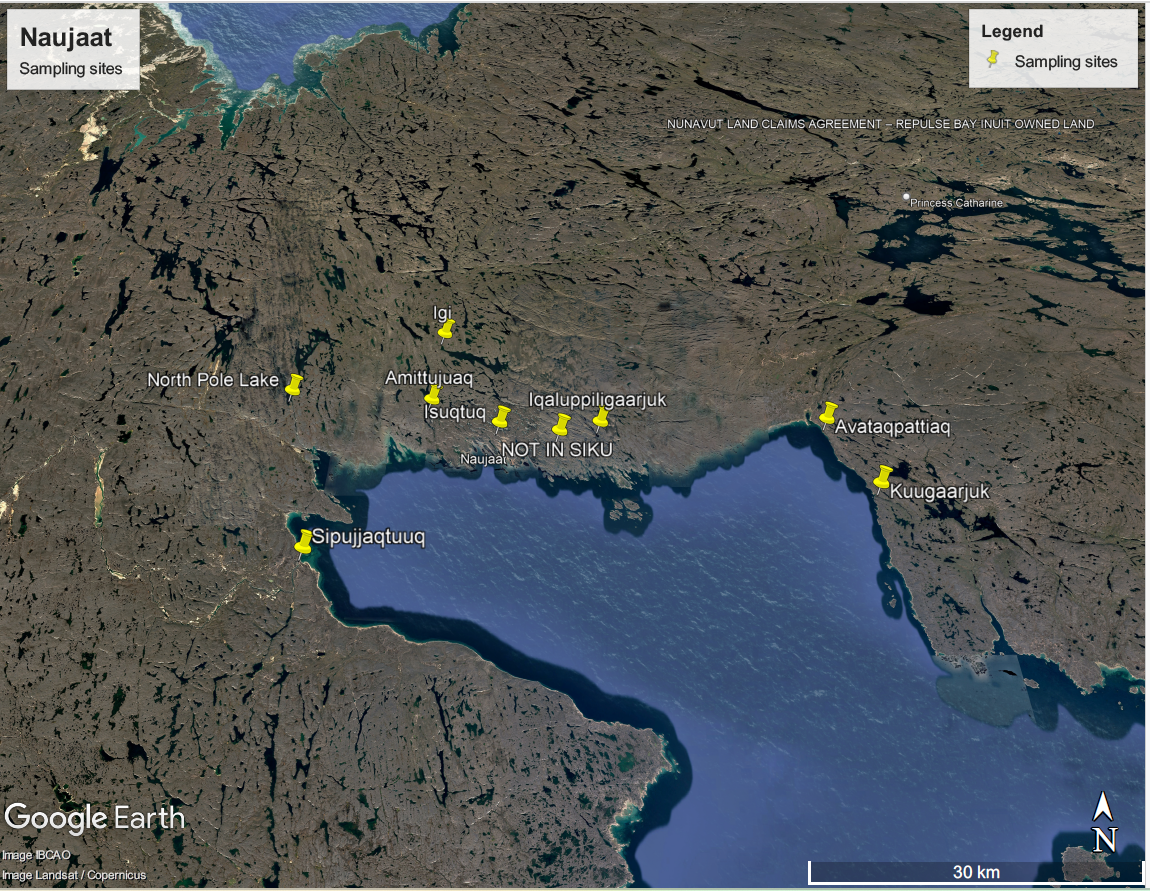 Naujaat
Sampling sites
Legend
Sampling sites
NUNAVUT LAND CLAIMS AGREEMENT – REPULSE BAY INUIT OWNED LAND
Princess Catharine
Igi
North Pole Lake
Amittujuaq
Isuqtuq
Iqaluppiligaarjuk
NOT IN SIKU
Naujaat
Avataqpattiaq
Kuugaarjuk
Sipujjaqtuuq
Google Earth
Image IBCAO
Image Landsat / Copernicus
N
30 km